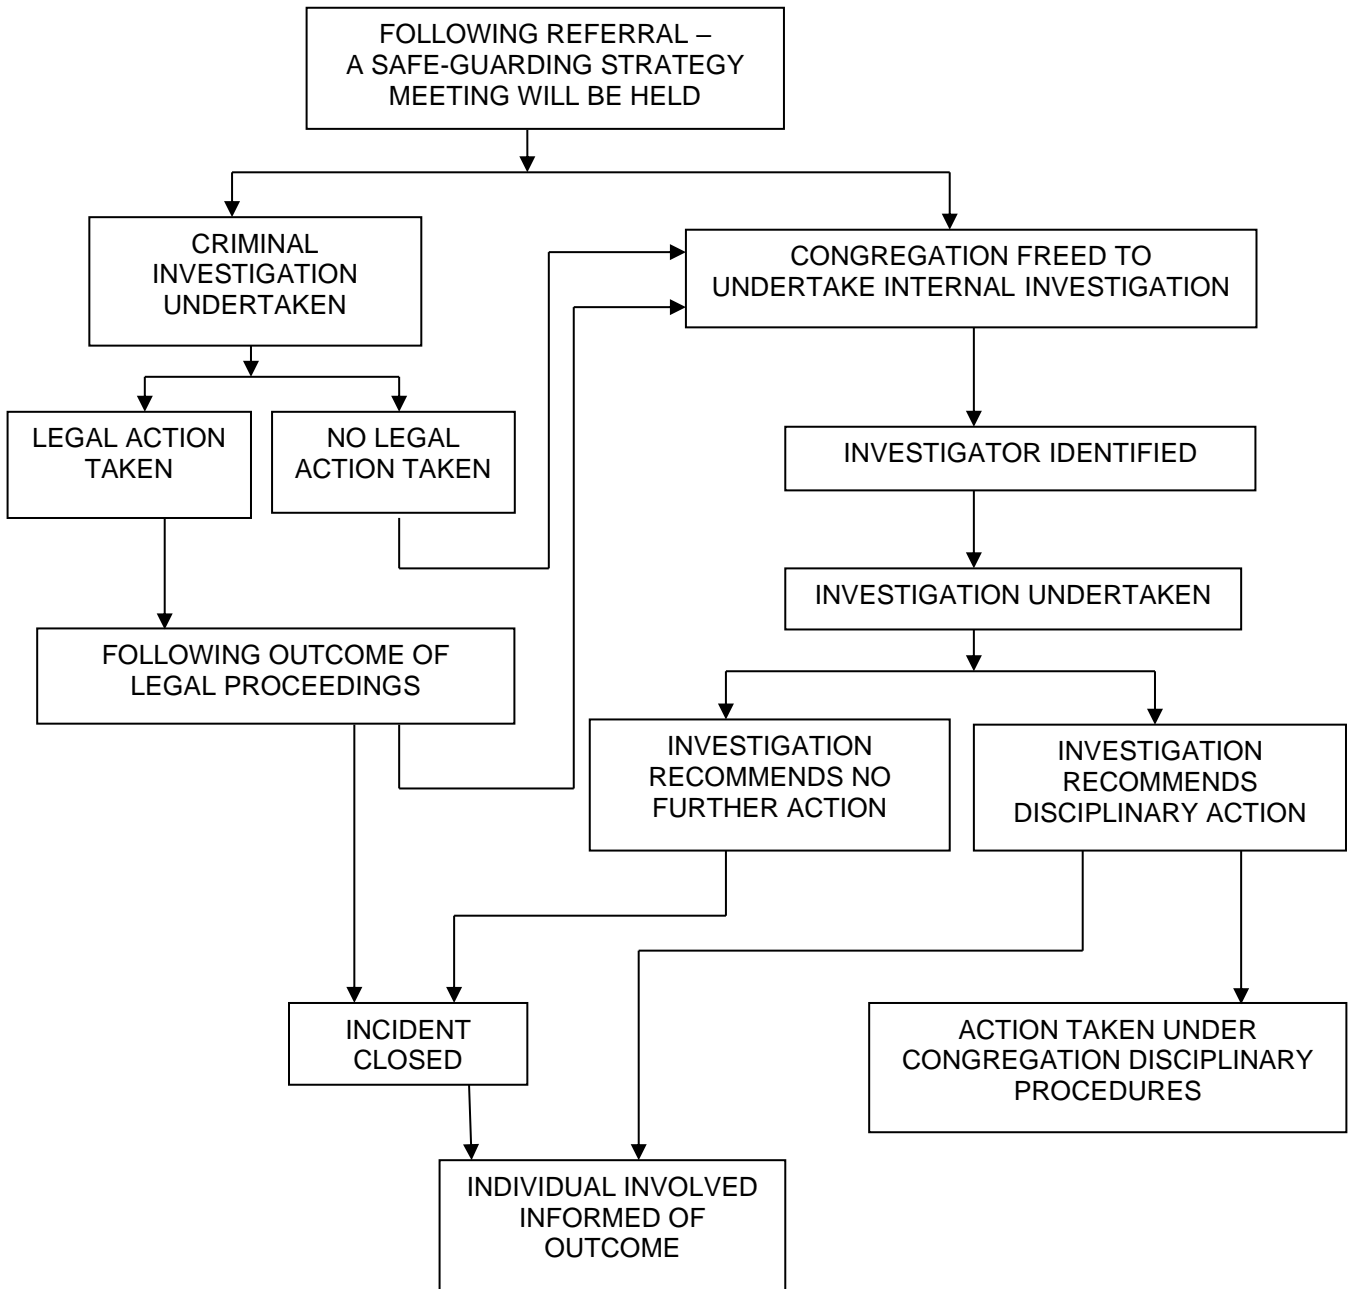 FOLLOWING REFERRAL –
A SAFE-GUARDING STRATEGY
MEETING WILL BE HELD
CRIMINAL
INVESTIGATION
UNDERTAKEN
CONGREGATION FREED TO
UNDERTAKE INTERNAL INVESTIGATION
LEGAL ACTION
TAKEN
NO LEGAL
ACTION TAKEN
INVESTIGATOR IDENTIFIED
INVESTIGATION UNDERTAKEN
FOLLOWING OUTCOME OF
LEGAL PROCEEDINGS
INVESTIGATION
RECOMMENDS NO
FURTHER ACTION
INVESTIGATION
RECOMMENDS
DISCIPLINARY ACTION
INCIDENT
CLOSED
ACTION TAKEN UNDER
CONGREGATION DISCIPLINARY
PROCEDURES
INDIVIDUAL INVOLVED
INFORMED OF
OUTCOME